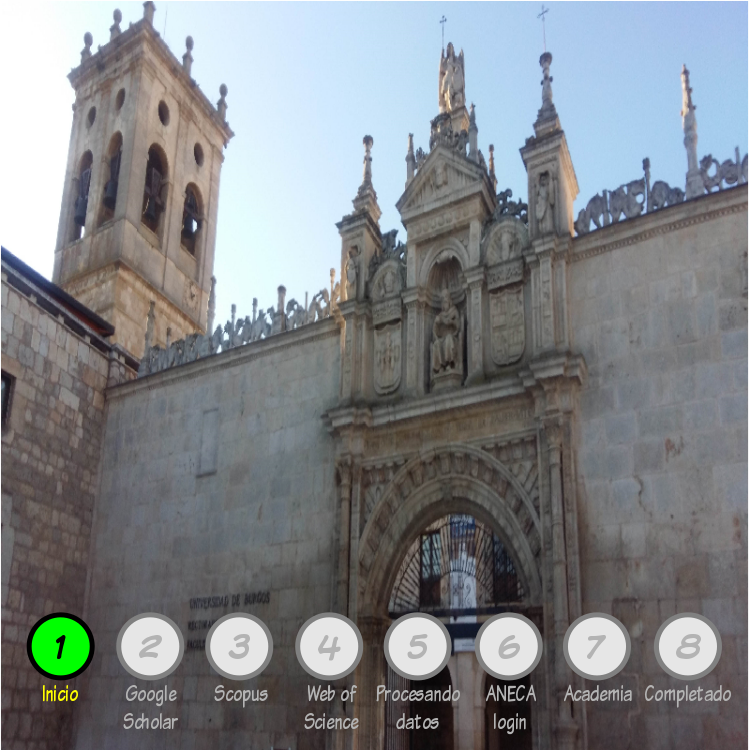 UNIVERSIDAD DE BURGOS
1
2
3
4
5
6
7
8
Inicio
Google
Scholar
Scopus
Web of
Science
Procesando
datos
ANECA
login
Academia
Completado